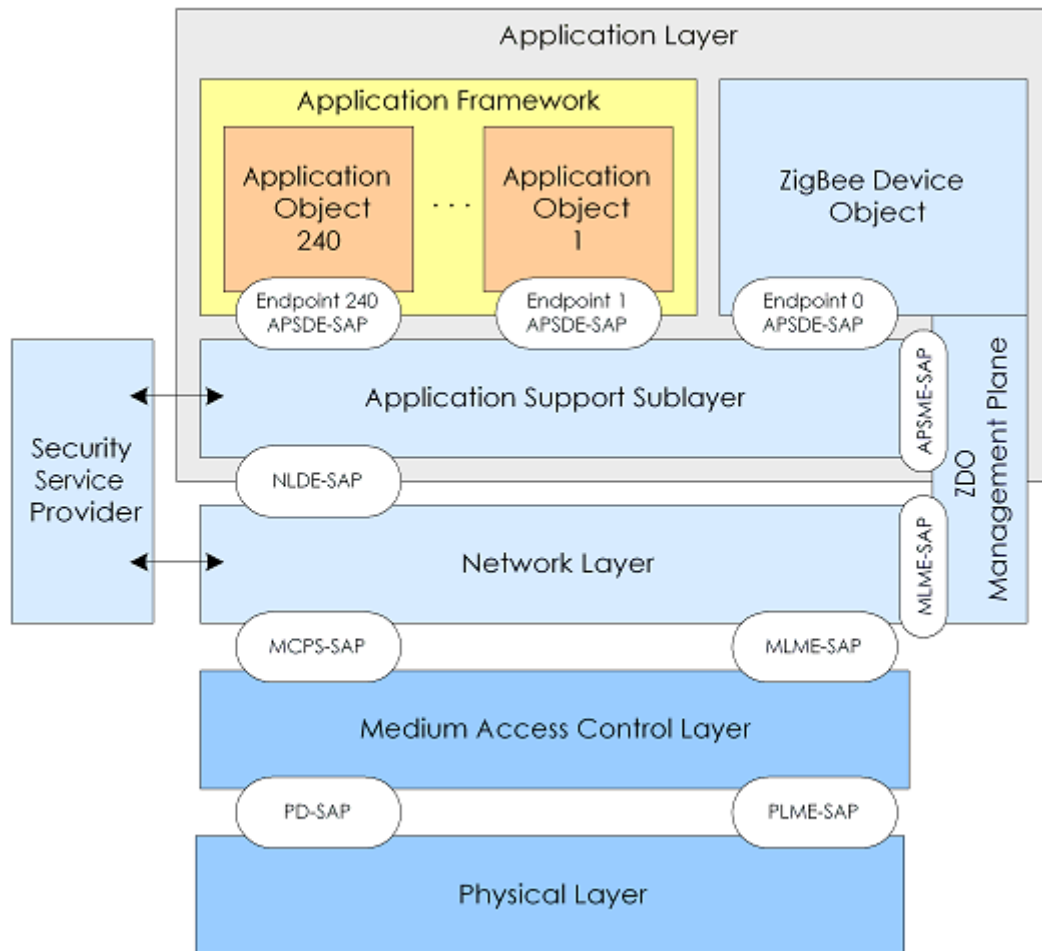 Application Layer
Application Framework
Application
Object
240
. . .
Application
Object
1
ZigBee Device
Object
Endpoint 240
APSDE-SAP
Endpoint 1
APSDE-SAP
Endpoint 0
APSDE-SAP
Application Support Sublayer
APSME-SAP
ZDO
Management Plane
Security
Service
Provider
NLDE-SAP
Network Layer
MLME-SAP
MCPS-SAP
MLME-SAP
Medium Access Control Layer
PD-SAP
PLME-SAP
Physical Layer